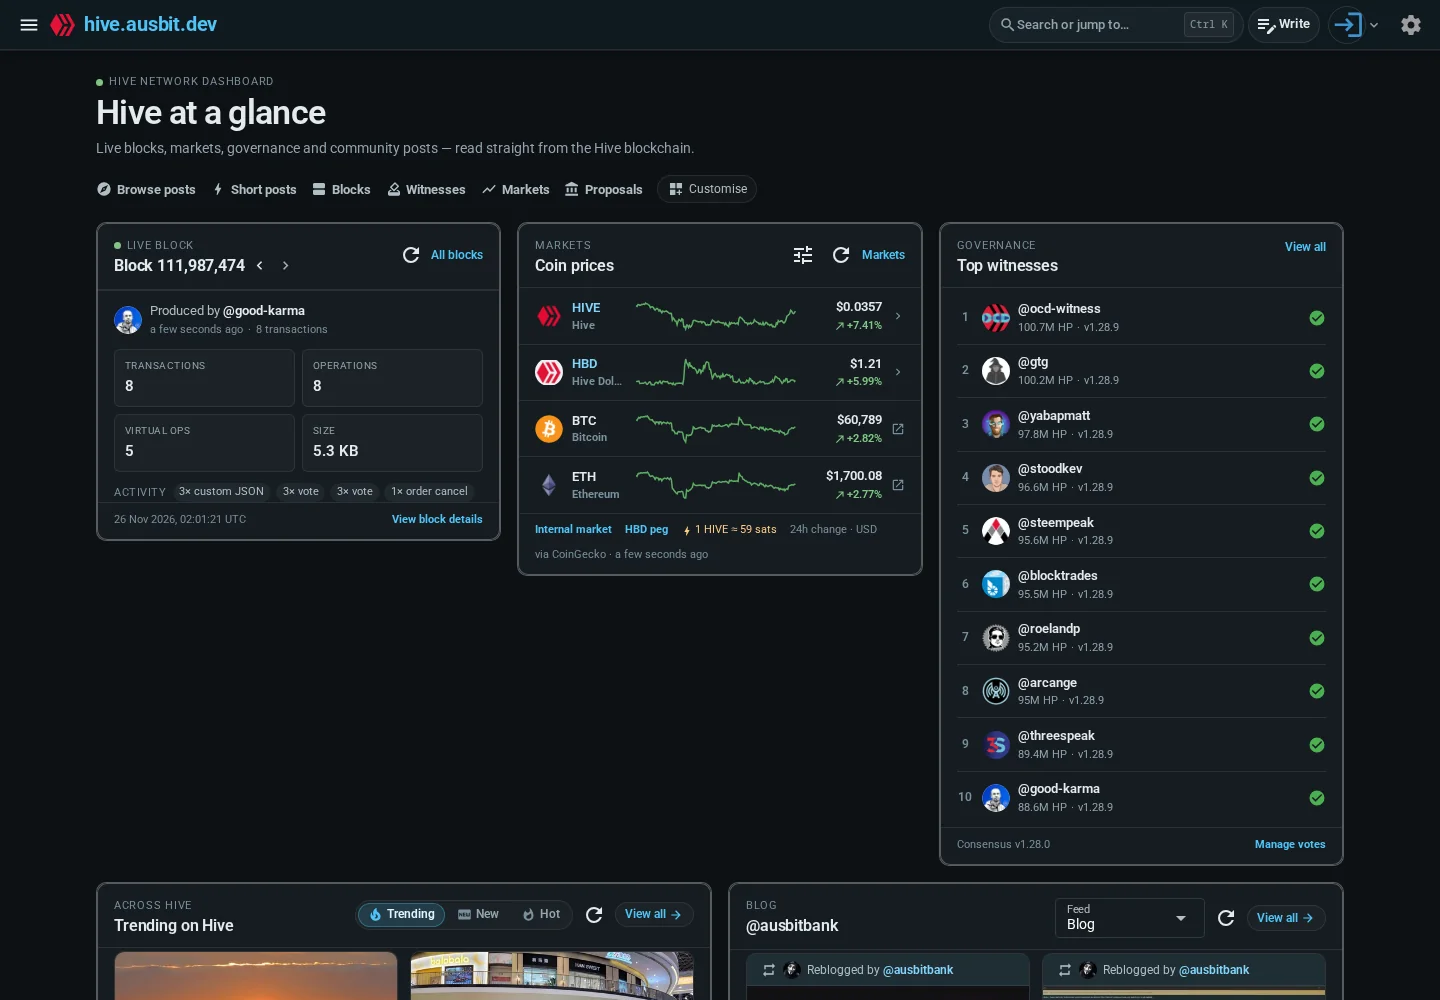 hive.ausbit.dev
Search or jump to...
Ctrl K
Write
HIVE NETWORK DASHBOARD
Hive at a glance
Live blocks, markets, governance and community posts — read straight from the Hive blockchain.
Browse posts
Short posts
Blocks
Witnesses
Markets
Proposals
Customise
LIVE BLOCK
Block 111,987,474
All blocks
Produced by @good-karma
a few seconds ago · 8 transactions
TRANSACTIONS
8
OPERATIONS
8
VIRTUAL OPS
5
SIZE
5.3 KB
ACTIVITY 3× custom JSON 3× vote 3× vote 1× order cancel
26 Nov 2026, 02:01:21 UTC
View block details
MARKETS
Coin prices
Markets
HIVE
Hive
$0.0357
+7.41%
HBD
Hive Dol...
$1.21
+5.99%
BTC
Bitcoin
$60,789
+2.82%
ETH
Ethereum
$1,700.08
+2.77%
Internal market HBD peg 1 HIVE ≈ 59 sats 24h change · USD
via CoinGecko · a few seconds ago
GOVERNANCE
Top witnesses
View all
1
@ocd-witness
100.7M HP · v1.28.9
2
@gtg
100.2M HP · v1.28.9
3
@yabapmatt
97.8M HP · v1.28.9
4
@stoodkev
96.6M HP · v1.28.9
5
@steempeak
95.6M HP · v1.28.9
6
@blocktrades
95.5M HP · v1.28.9
7
@roelandp
95.2M HP · v1.28.9
8
@arcange
95M HP · v1.28.9
9
@threespeak
89.4M HP · v1.28.9
10
@good-karma
88.6M HP · v1.28.9
Consensus v1.28.0
Manage votes
ACROSS HIVE
Trending on Hive
Trending
New
Hot
View all
BLOG
@ausbitbank
Feed
Blog
View all
Reblogged by @ausbitbank
Reblogged by @ausbitbank